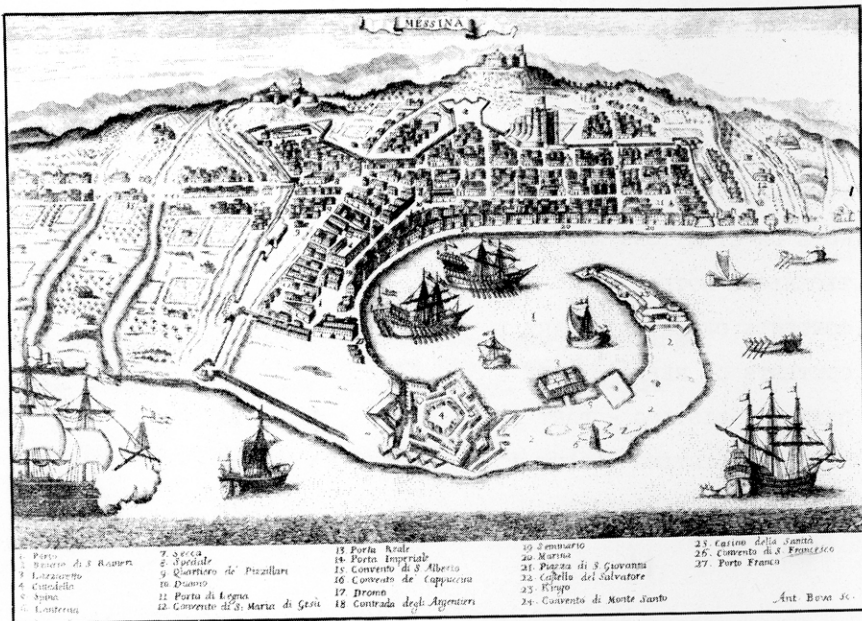 MESSINA
1 Porto
2 Braccio di S. Raineri
3 Lazzaretto
4 Cittadella
5 Spina
6 Lanterna
7. Secca
8. Spedale
9 Quartiero de' Pizzillari
10 Duomo
11 Porta di Legna
12. Convento di S: Maria di Gesù
13. Porta Reale
14. Porta Imperiale
15. Convento di S. Alberto
16. Convento de' Cappuccini
17 Dromo
18 Contrada degli Argentieri
19 Seminario
20 Marina
21. Piazza di S Giovanni
22. Castello del Salvatore
23. Ringo
24. Convento di Monte Santo
25. Casino della Sanità
26. Convento di S. Francesco
27. Porto Franco
Ant. Bova Sc.